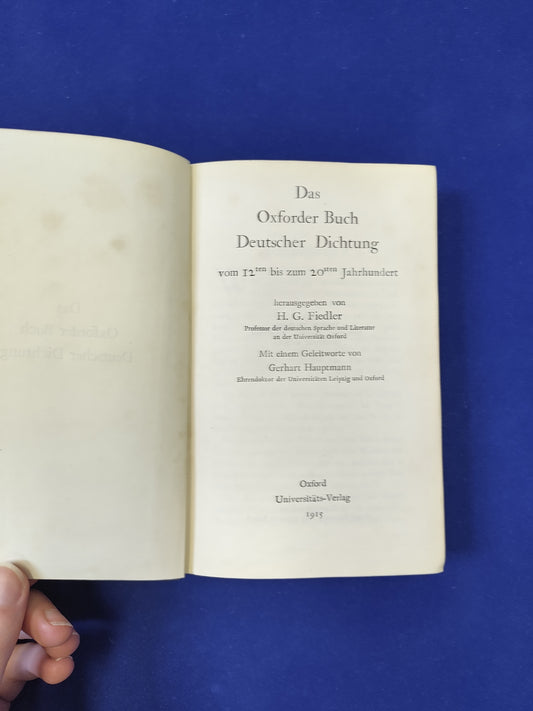 Das
Oxforder Buch
Deutscher Dichtung
vom 12ten bis zum 20sten Jahrhundert
herausgegeben von
H. G. Fiedler
Professor der deutschen Sprache und Literatur
an der Universität Oxford
Mit einem Geleitworte von
Gerhart Hauptmann
Ehrendoktor der Universitäten Leipzig und Oxford
Oxford
Universitäts-Verlag
1915